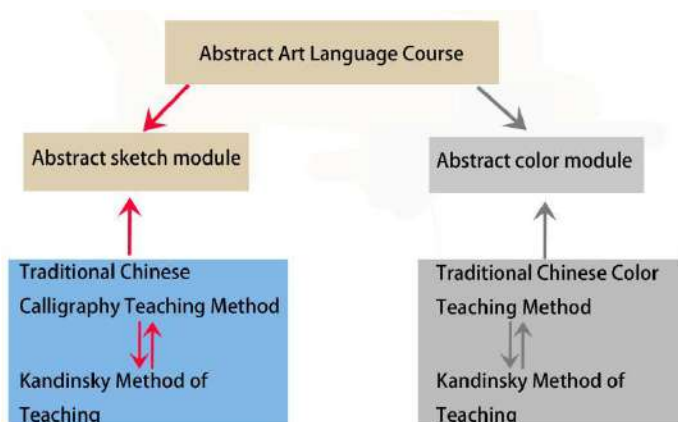 Abstract Art Language Course
Abstract sketch module
Abstract color module
Traditional Chinese
Calligraphy Teaching Method
Kandinsky Method of
Teaching
Traditional Chinese Color
Teaching Method
Kandinsky Method of
Teaching